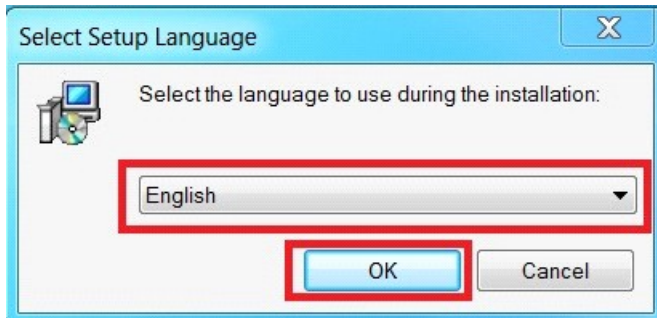 Select Setup Language
Select the language to use during the installation:
English
OK
Cancel